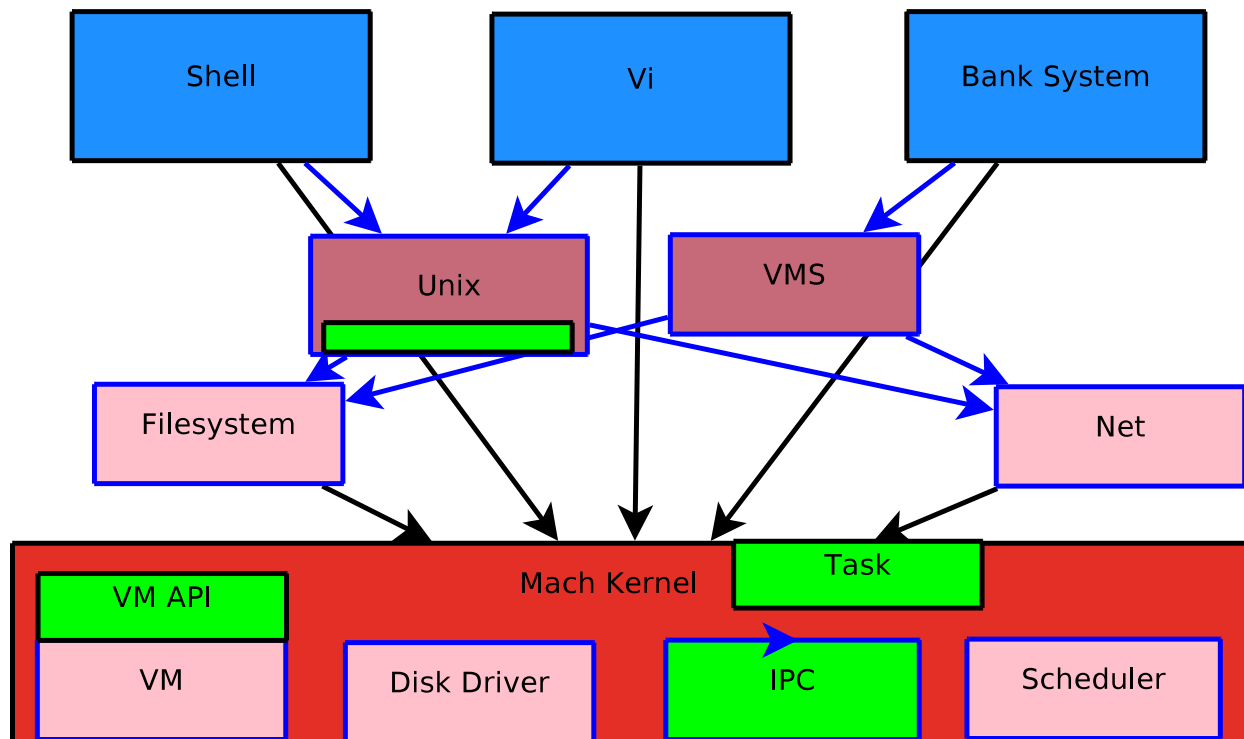 Shell
Vi
Bank System
Unix
VMS
Filesystem
Net
Mach Kernel
Task
VM API
VM
Disk Driver
IPC
Scheduler